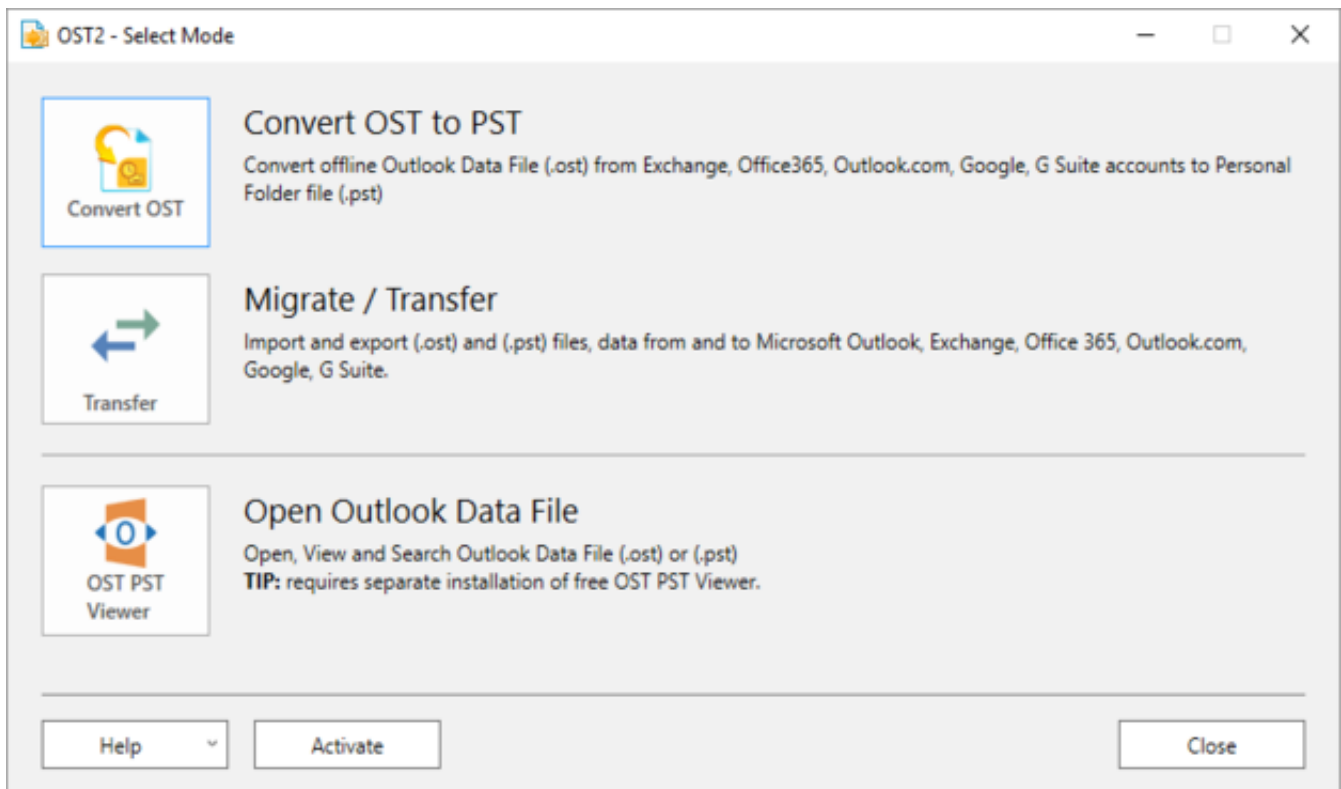 OST2 - Select Mode
Convert OST
Convert OST to PST
Convert offline Outlook Data File (.ost) from Exchange, Office365, Outlook.com, Google, G Suite accounts to Personal
Folder file (.pst)
Transfer
Migrate / Transfer
Import and export (.ost) and (.pst) files, data from and to Microsoft Outlook, Exchange, Office 365, Outlook.com,
Google, G Suite.
OST PST
Viewer
Open Outlook Data File
Open, View and Search Outlook Data File (.ost) or (.pst)
TIP: requires separate installation of free OST PST Viewer.
Help
Activate
Close